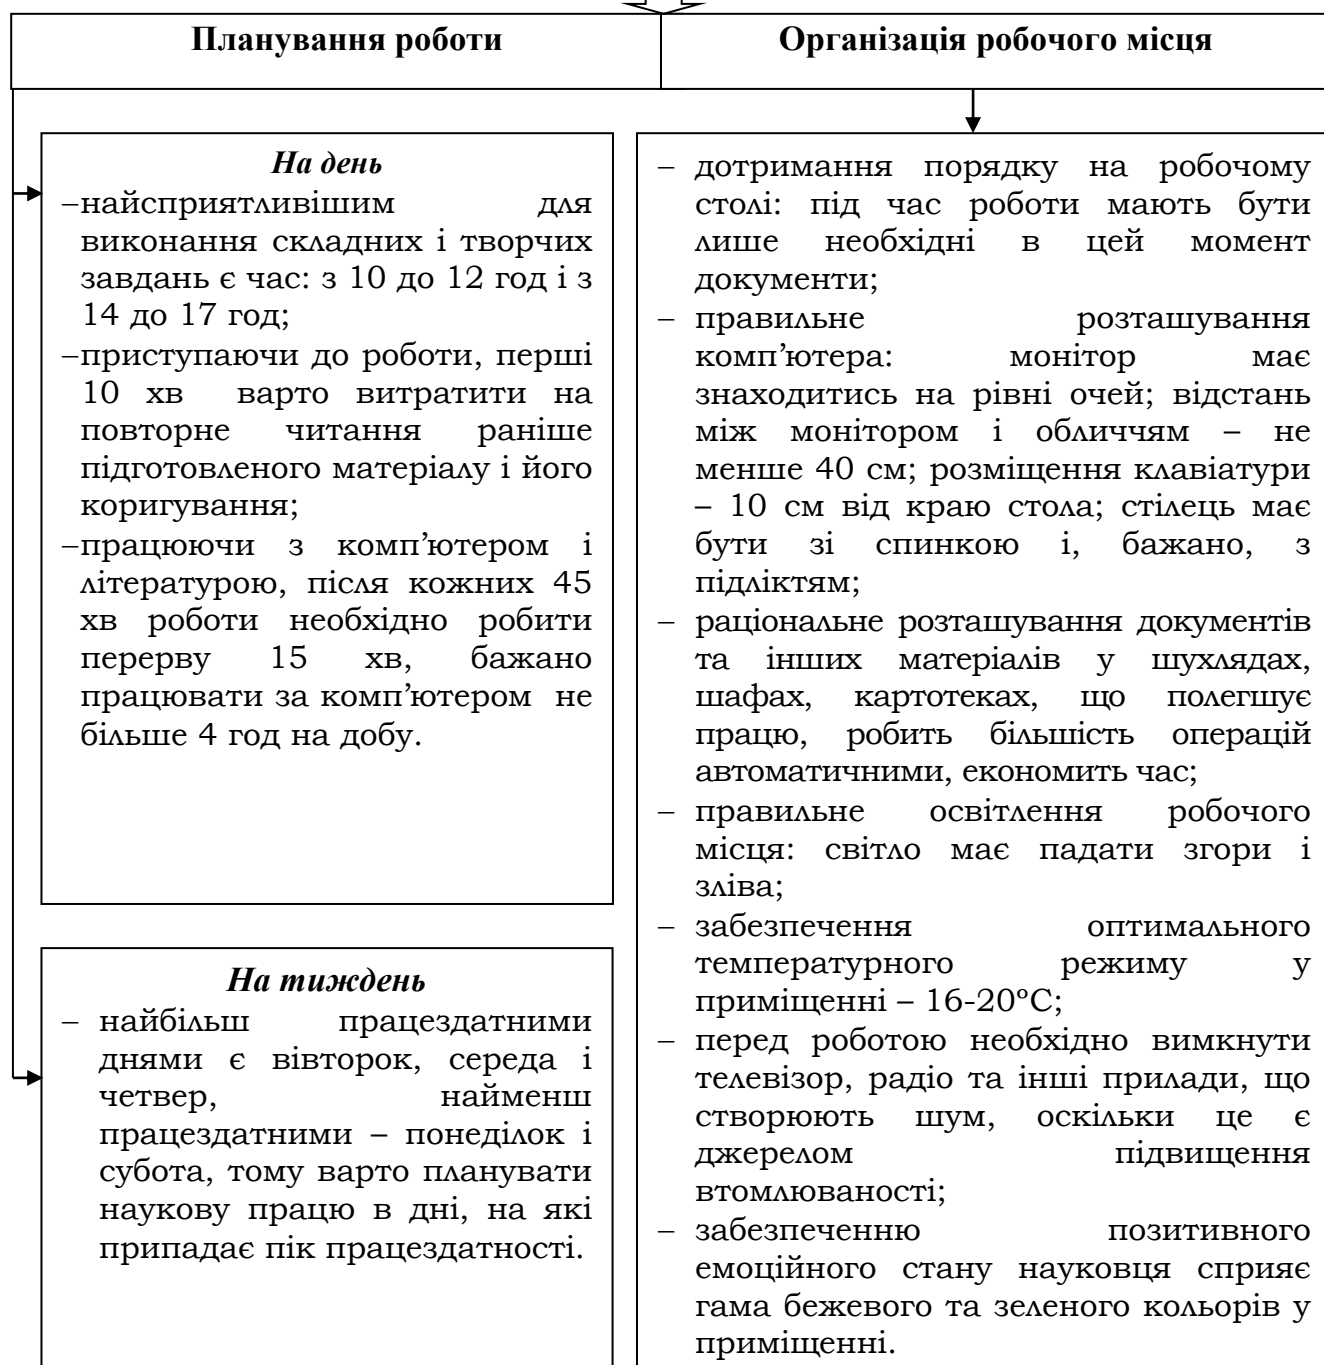 Планування роботи
Організація робочого місця
На день
–найсприятливішим для
виконання складних і творчих
завдань є час: з 10 до 12 год і з
14 до 17 год;
–приступаючи до роботи, перші
10 хв варто витратити на
повторне читання раніше
підготовленого матеріалу і його
коригування;
–працюючи з комп’ютером і
літературою, після кожних 45
хв роботи необхідно робити
перерву 15 хв, бажано
працювати за комп’ютером не
більше 4 год на добу.
На тиждень
– найбільш працездатними
днями є вівторок, середа і
четвер, найменш
працездатними – понеділок і
субота, тому варто планувати
наукову працю в дні, на які
припадає пік працездатності.
– дотримання порядку на робочому
столі: під час роботи мають бути
лише необхідні в цей момент
документи;
– правильне розташування
комп’ютера: монітор має
знаходитись на рівні очей; відстань
між монітором і обличчям – не
менше 40 см; розміщення клавіатури
– 10 см від краю стола; стілець має
бути зі спинкою і, бажано, з
підліктям;
– раціональне розташування документів
та інших матеріалів у шухлядах,
шафах, картотеках, що полегшує
працю, робить більшість операцій
автоматичними, економить час;
– правильне освітлення робочого
місця: світло має падати згори і
зліва;
– забезпечення оптимального
температурного режиму у
приміщенні – 16-20°С;
– перед роботою необхідно вимкнути
телевізор, радіо та інші прилади, що
створюють шум, оскільки це є
джерелом підвищення
втомлюваності;
– забезпеченню позитивного
емоційного стану науковця сприяє
гама бежевого та зеленого кольорів у
приміщенні.